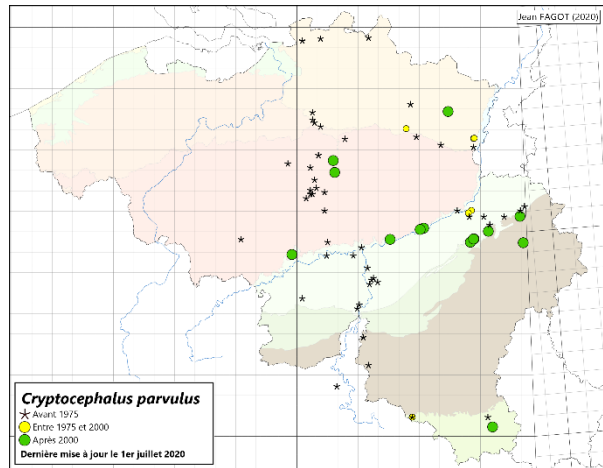 Jean FAGOT (2020)
Cryptocephalus parvulus
Avant 1975
Entre 1975 et 2000
Après 2000
Dernière mise à jour le 1er juillet 2020